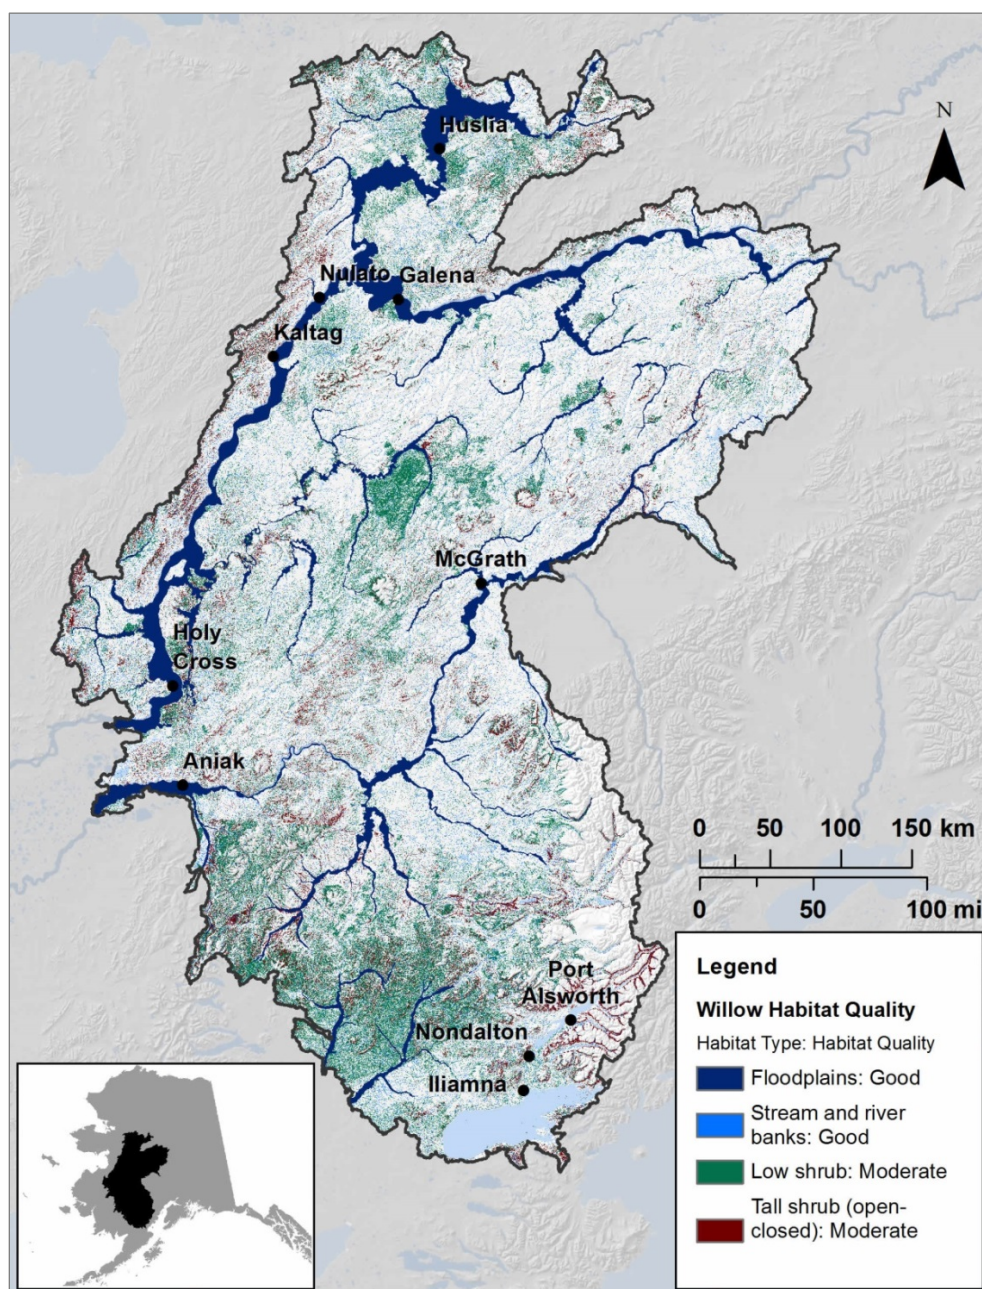 Huslia
N
Nulato
Galena
Kaltag
McGrath
Holy
Cross
Aniak
0 50 100 150 km
0 50 100 mi
Port
Alsworth
Nondalton
Iliamna
Legend
Willow Habitat Quality
Habitat Type: Habitat Quality
Floodplains: Good
Stream and river
banks: Good
Low shrub: Moderate
Tall shrub (open-
closed): Moderate